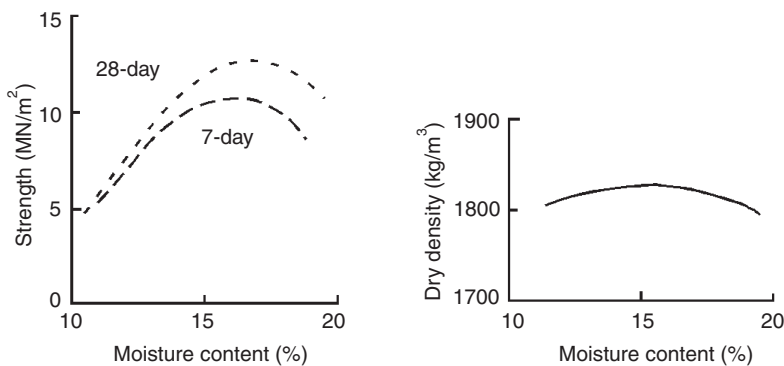 15
10
5
0
Strength (MN/m²)
28-day
7-day
10
15
20
Moisture content (%)
1900
1800
1700
Dry density (kg/m³)
10
15
20
Moisture content (%)